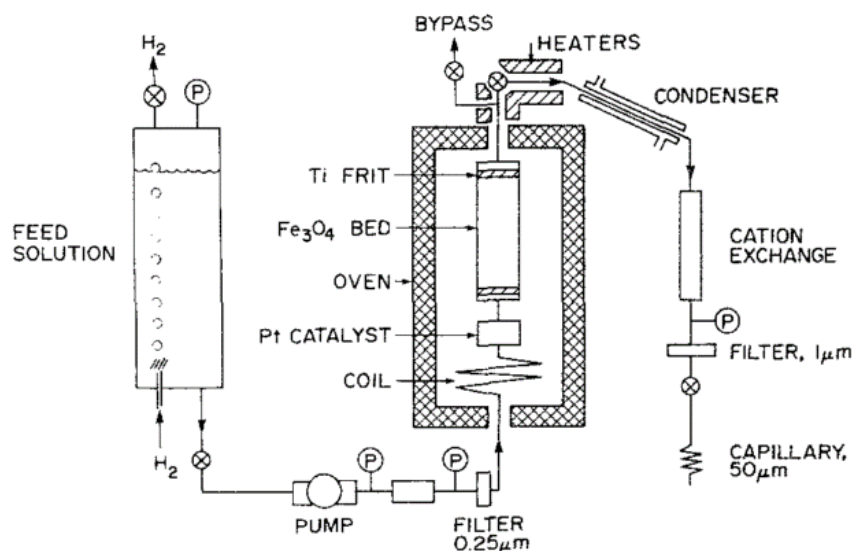 H2
P
FEED
SOLUTION
H2
PUMP
P
P
FILTER
0.25μm
BYPASS
HEATERS
CONDENSER
Ti FRIT
Fe3O4 BED
OVEN
Pt CATALYST
COIL
CATION
EXCHANGE
P
FILTER, 1μm
CAPILLARY,
50μm